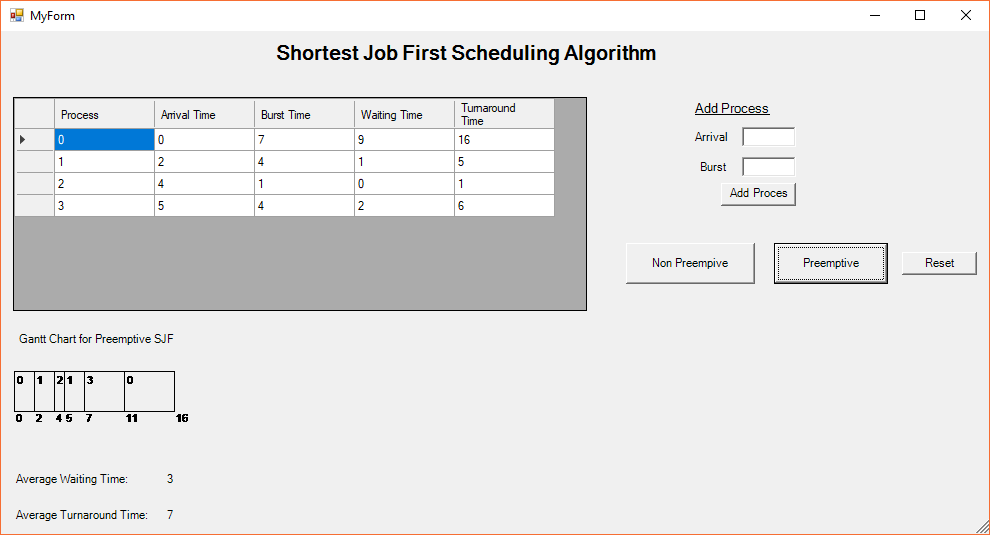 MyForm
Shortest Job First Scheduling Algorithm
Process Arrival Time Burst Time Waiting Time Turnaround Time
0 0 7 9 16
1 2 4 1 5
2 4 1 0 1
3 5 4 2 6
Add Process
Arrival
Burst
Add Proces
Non Preempive Preemptive Reset
Gantt Chart for Preemptive SJF
0 1 2 1 3 0
0 2 4 5 7 11 16
Average Waiting Time: 3
Average Turnaround Time: 7